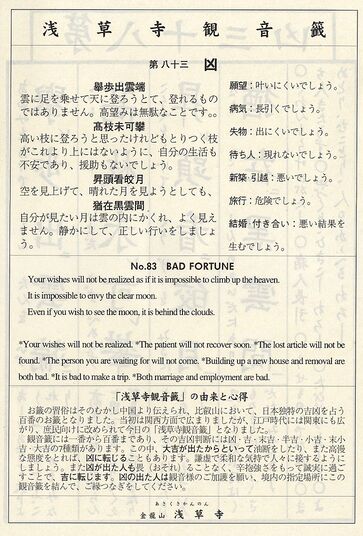 浅草寺観音籤
第八十三 凶
舉歩出雲端
雲に足を乗せて天に登ろうとて、登れるもの
ではありません。高望みは無駄なことです。。
髙枝未可攀
高い枝に登ろうと思ったけれどもとりつく枝
がこれより上にはないように、自分の生活も
不安であり、援助もないでしょう。
昇頭看皎月
空を見上げて、晴れた月を見ようとしても、
猶在黒雲間
自分が見たい月は雲の内にかくれ、よく見え
ません。静かにして、正しい行いをしましょ
う。
願望：叶いにくいでしょう。
病気：長引くでしょう。
失物：出にくいでしょう。
待ち人：現れないでしょう。
新築・引越：悪いでしょう。
旅行：危険でしょう。
結婚・付き合い：悪い結果を
生むでしょう。
No.83 BAD FORTUNE
Your wishes will not be realized as if it is impossible to climb up the heaven.
It is impossible to envy the clear moon.
Even if you wish to see the moon, it is behind the clouds.
*Your wishes will not be realized. *The patient will not recover soon. *The lost article will not be
found. *The person you are waiting for will not come. *Building up a new house and removal are
both bad. *It is bad to make a trip. *Both marriage and employment are bad.
「浅草寺観音籤」の由来と心得
お籤の習俗はそのむかし中国より伝えられ、比叡山において、日本独特の吉凶を占う
百番のお籤となりました。当初は関西方面で広まりましたが、江戸時代には関東にも広
がり、庶民向けに改められて今日の「浅草寺観音籤」となりました。
観音籤には一番から百番まであり、その吉凶判断には凶・吉・末吉・半吉・小吉・末小
吉・大吉の７種類があります。この中、大吉が出たからといって油断をしたり、また高慢
な態度をとれば、凶に転じることもあります。謙虚で柔和な気持で人々に接するように
しましょう。また凶が出た人も畏（おそれ）ることなく、辛抱強さをもって誠実に過ご
すことで、吉に転じます。凶の出た人は観音様のご加護を願い、境内の指定場所にこの
観音籤を結んで、ご縁つなぎをしてください。
あさくさかんのん
金龍山 浅草寺